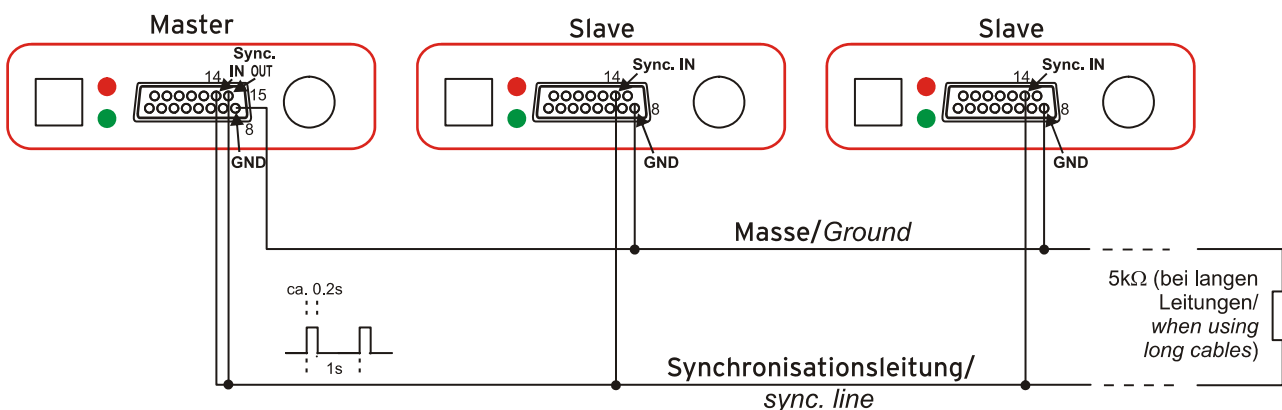 Master
Slave
Slave
Sync.
14 IN OUT
15
8
GND
14
Sync. IN
8
GND
14
Sync. IN
8
GND
Masse/Ground
ca. 0.2s
1s
5kΩ (bei langen
Leitungen/
when using
long cables)
Synchronisationsleitung/
sync. line